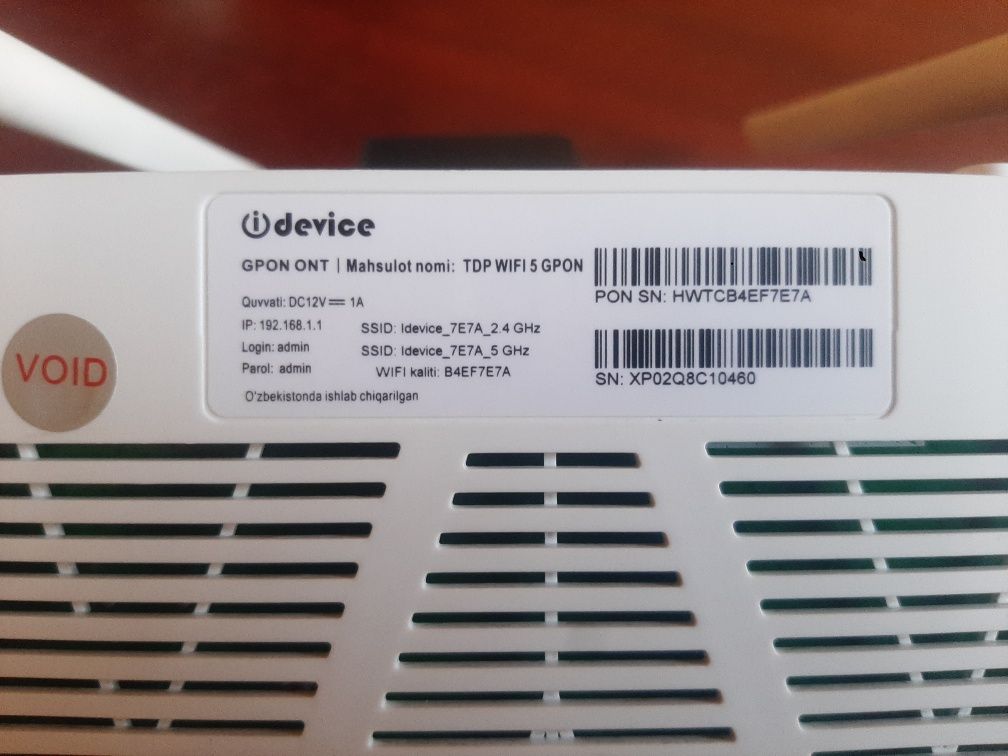 VOID
idevice
GPON ONT | Mahsulot nomi: TDP WIFI 5 GPON
Quvvati: DC12V⎓ 1A
IP: 192.168.1.1
Login: admin
Parol: admin
SSID: Idevice_7E7A_2.4 GHz
SSID: Idevice_7E7A_5 GHz
WIFI kaliti: B4EF7E7A
O'zbekistonda ishlab chiqarilgan
PON SN: HWTCB4EF7E7A
SN: XP02Q8C10460